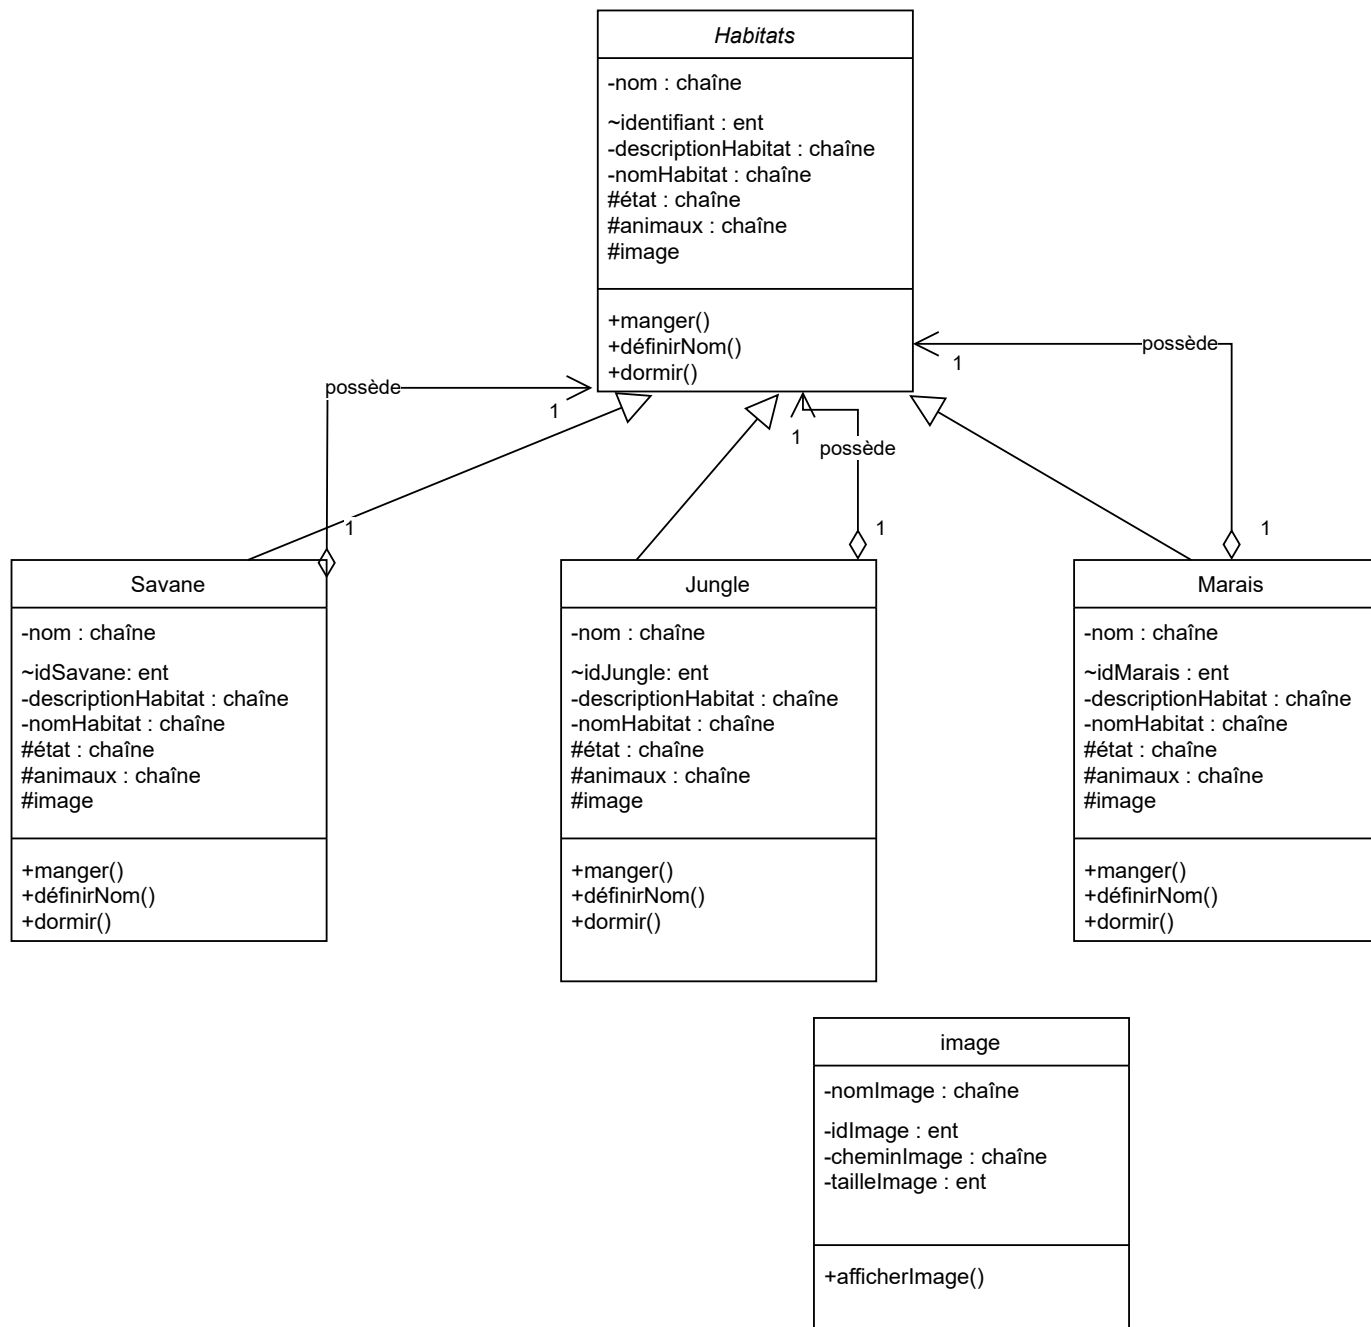 Habitats
-nom : chaîne
~identifiant : ent
-descriptionHabitat : chaîne
-nomHabitat : chaîne
#état : chaîne
#animaux : chaîne
#image
+manger()
+définirNom()
+dormir()
possède
1
1
possède
1
1
possède
1
1
Savane
-nom : chaîne
~idSavane: ent
-descriptionHabitat : chaîne
-nomHabitat : chaîne
#état : chaîne
#animaux : chaîne
#image
+manger()
+définirNom()
+dormir()
Jungle
-nom : chaîne
~idJungle: ent
-descriptionHabitat : chaîne
-nomHabitat : chaîne
#état : chaîne
#animaux : chaîne
#image
+manger()
+définirNom()
+dormir()
Marais
-nom : chaîne
~idMarais : ent
-descriptionHabitat : chaîne
-nomHabitat : chaîne
#état : chaîne
#animaux : chaîne
#image
+manger()
+définirNom()
+dormir()
image
-nomImage : chaîne
-idImage : ent
-cheminImage : chaîne
-tailleImage : ent
+afficherImage()